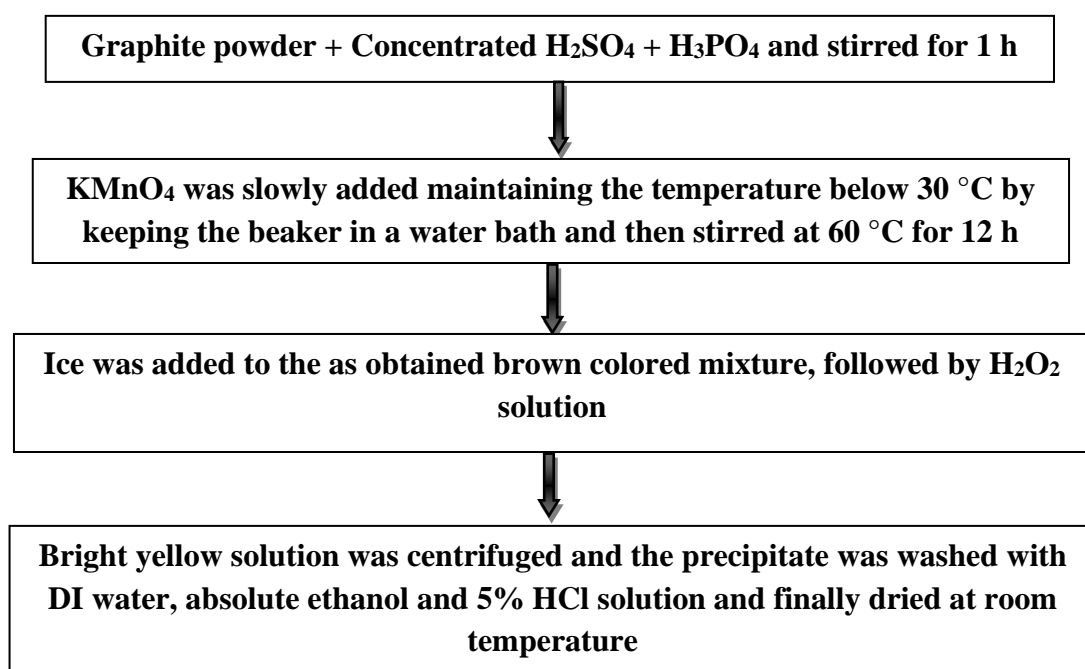 Graphite powder + Concentrated H₂SO₄ + H₃PO₄ and stirred for 1 h
KMnO₄ was slowly added maintaining the temperature below 30 °C by
keeping the beaker in a water bath and then stirred at 60 °C for 12 h
Ice was added to the as obtained brown colored mixture, followed by H₂O₂
solution
Bright yellow solution was centrifuged and the precipitate was washed with
DI water, absolute ethanol and 5% HCl solution and finally dried at room
temperature